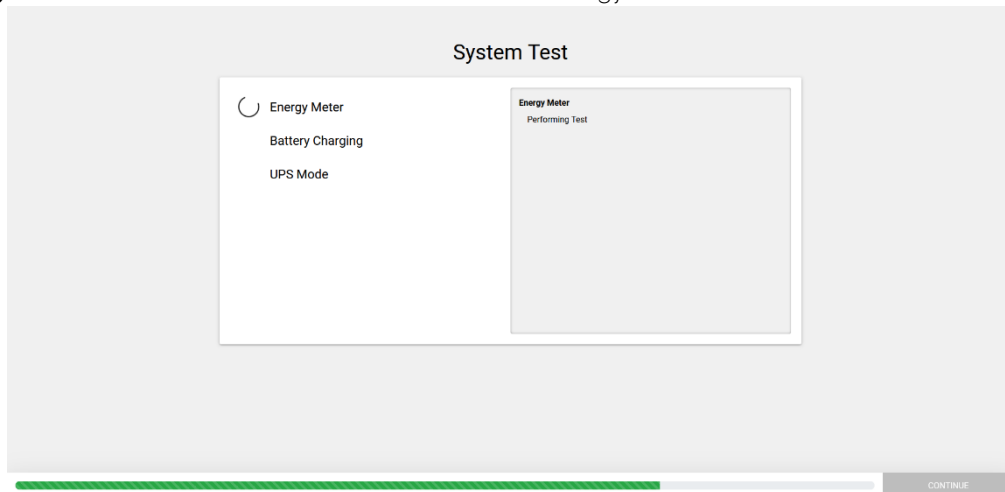 System Test
Energy Meter
Battery Charging
UPS Mode
Energy Meter
Performing Test
CONTINUE